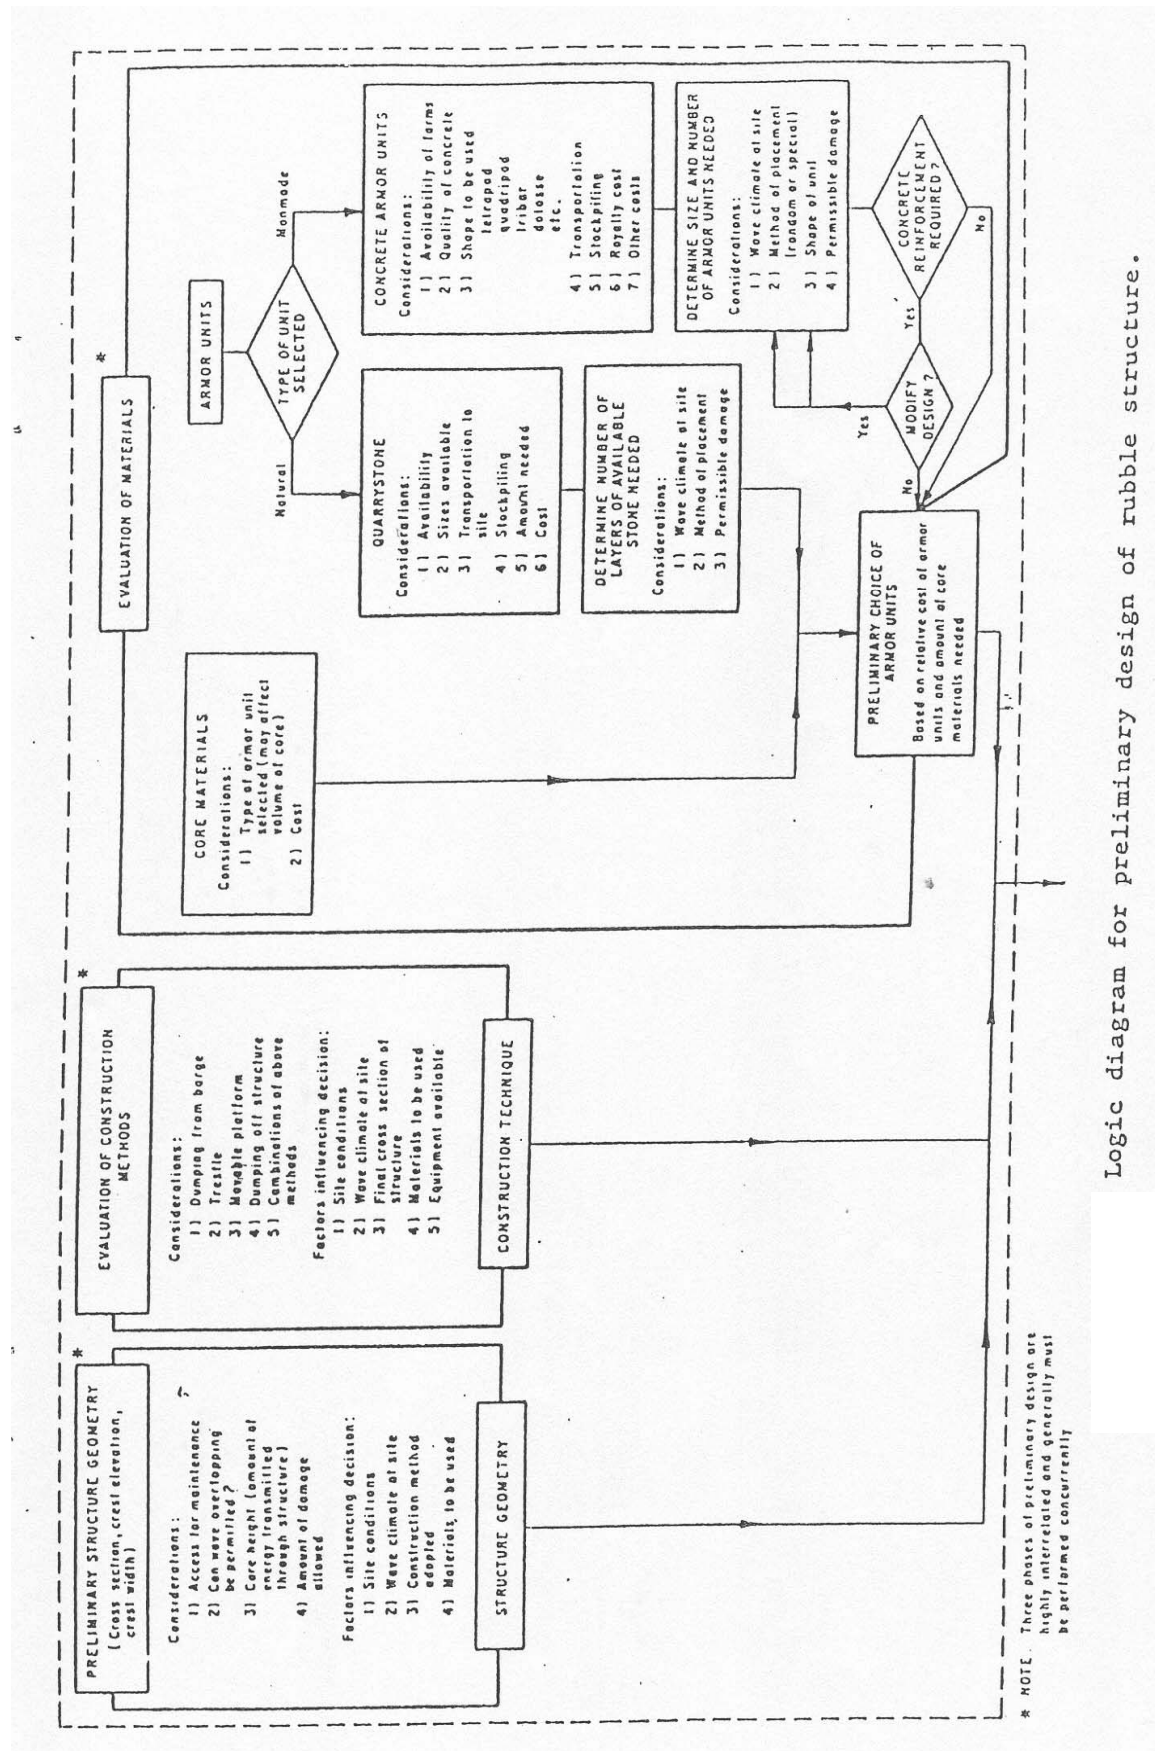 PRELIMINARY STRUCTURE GEOMETRY
(Cross section, crest elevation,
crest width)
*
Considerations:
1) Access for maintenance
2) Can wave overtopping
be permitted?
3) Core height (amount of
energy transmitted
through structure)
4) Amount of damage
allowed
Factors influencing decision:
1) Site conditions
2) Wave climate at site
3) Construction method
adopted
4) Materials to be used
STRUCTURE GEOMETRY
EVALUATION OF CONSTRUCTION
METHODS
*
Considerations:
1) Dumping from barge
2) Trestle
3) Movable platform
4) Dumping off structure
5) Combinations of above
methods
Factors influencing decision:
1) Site conditions
2) Wave climate at site
3) Final cross section of
structure
4) Materials to be used
5) Equipment available
CONSTRUCTION TECHNIQUE
EVALUATION OF MATERIALS
*
CORE MATERIALS
Considerations:
1) Type of armor unit
selected (may affect
volume of core)
2) Cost
ARMOR UNITS
TYPE OF UNIT
SELECTED
Natural
Manmade
QUARRYSTONE
Considerations:
1) Availability
2) Sizes available
3) Transportation to
site
4) Stockpiling
5) Amount needed
6) Cost
DETERMINE NUMBER OF
LAYERS OF AVAILABLE
STONE NEEDED
Considerations:
1) Wave climate at site
2) Method of placement
3) Permissible damage
CONCRETE ARMOR UNITS
Considerations:
1) Availability of forms
2) Quality of concrete
3) Shape to be used
tetrapod
quadripod
tribar
dolosse
etc.
4) Transportation
5) Stockpiling
6) Royalty cost
7) Other costs
DETERMINE SIZE AND NUMBER
OF ARMOR UNITS NEEDED
Considerations:
1) Wave climate at site
2) Method of placement
(random or special)
3) Shape of unit
4) Permissible damage
CONCRETE
REINFORCEMENT
REQUIRED?
Yes
No
MODIFY
DESIGN?
Yes
No
PRELIMINARY CHOICE OF
ARMOR UNITS
Based on relative cost of armor
units and amount of core
materials needed
* NOTE. Three phases of preliminary design are
highly interrelated and generally must
be performed concurrently
Logic diagram for preliminary design of rubble structure.